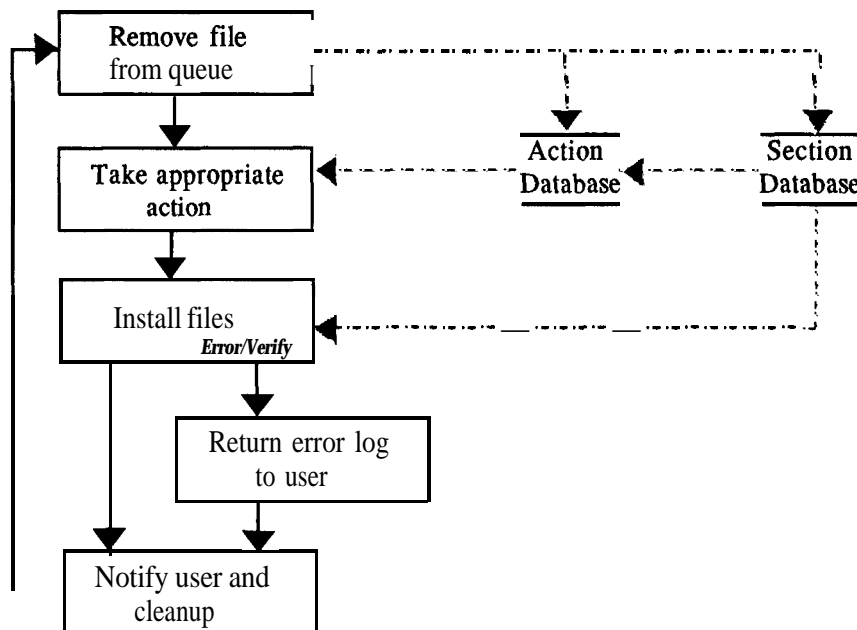 Remove file
from queue
Take appropriate
action
Action
Database
Section
Database
Install files
Error/Verify
Return error log
to user
Notify user and
cleanup